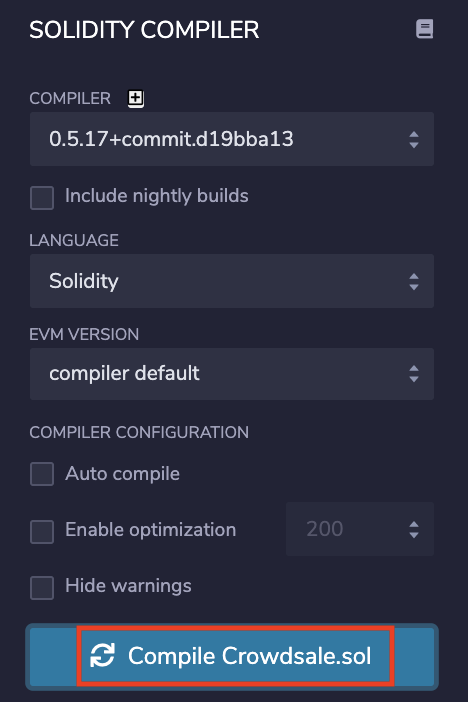 SOLIDITY COMPILER
COMPILER
0.5.17+commit.d19bba13
Include nightly builds
LANGUAGE
Solidity
EVM VERSION
compiler default
COMPILER CONFIGURATION
Auto compile
Enable optimization 200
Hide warnings
Compile Crowdsale.sol